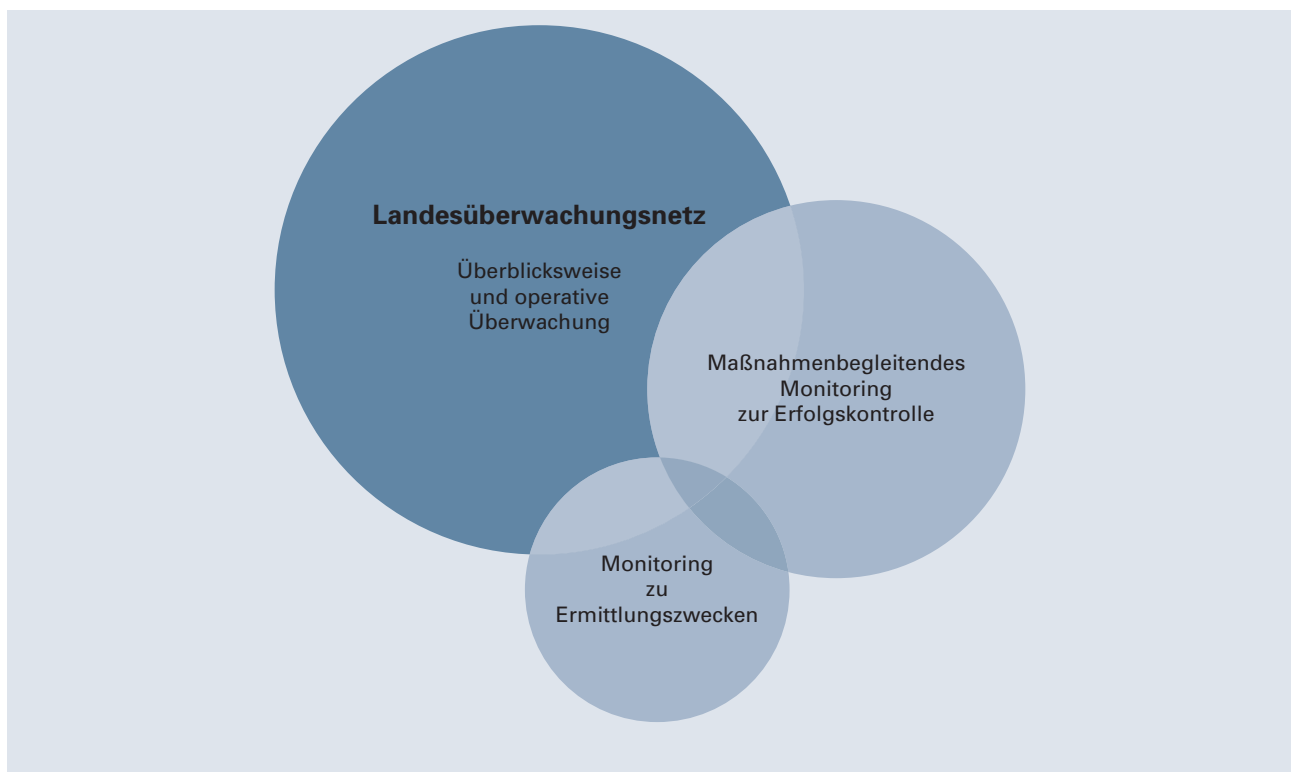 Landesüberwachungsnetz
Überblicksweise
und operative
Überwachung
Maßnahmenbegleitendes
Monitoring
zur Erfolgskontrolle
Monitoring
zu
Ermittlungszwecken